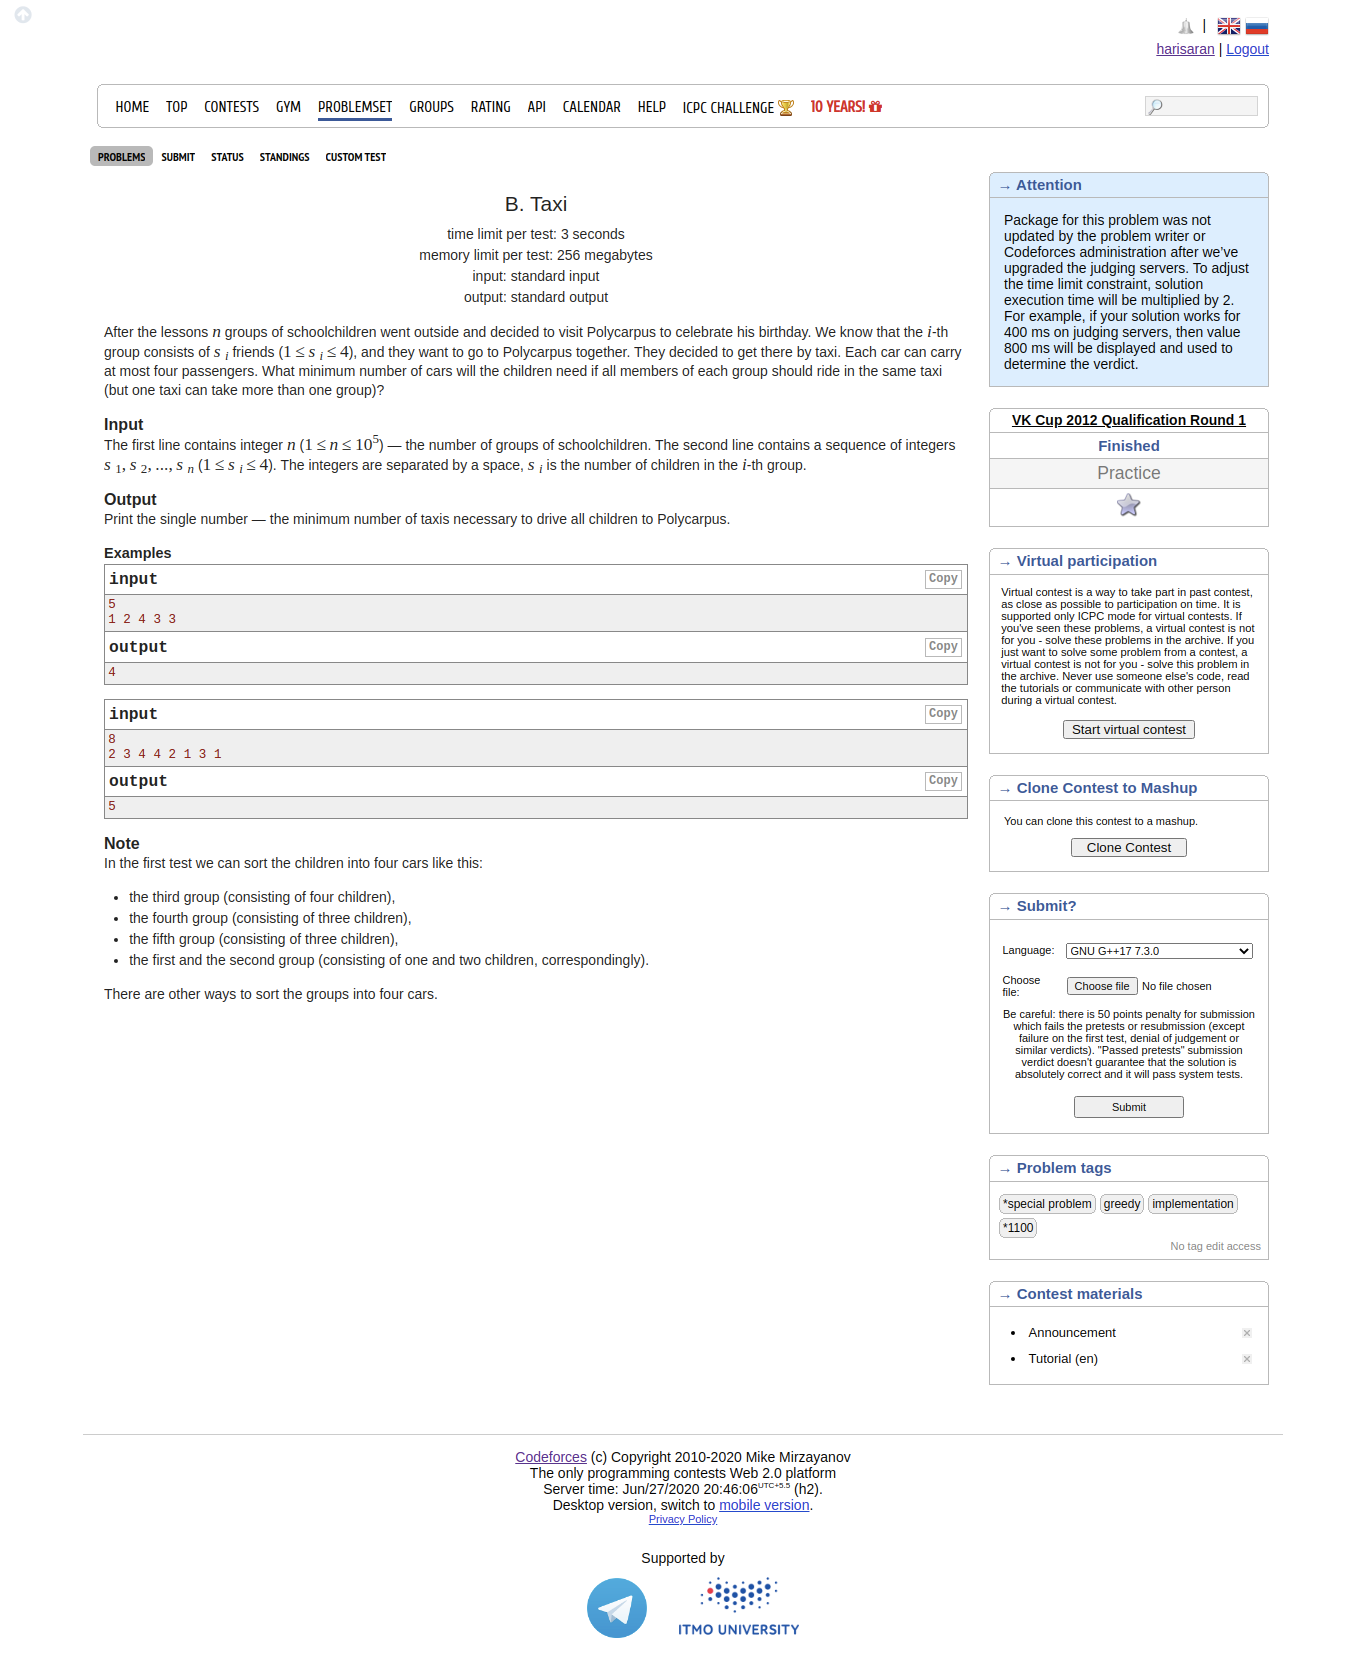 |
harisaran | Logout
HOME TOP CONTESTS GYM PROBLEMSET GROUPS RATING API CALENDAR HELP ICPC CHALLENGE 10 YEARS!
PROBLEMS SUBMIT STATUS STANDINGS CUSTOM TEST
B. Taxi
time limit per test: 3 seconds
memory limit per test: 256 megabytes
input: standard input
output: standard output
After the lessons n groups of schoolchildren went outside and decided to visit Polycarpus to celebrate his birthday. We know that the i-th
group consists of s i friends (1 ≤ s i ≤ 4), and they want to go to Polycarpus together. They decided to get there by taxi. Each car can carry
at most four passengers. What minimum number of cars will the children need if all members of each group should ride in the same taxi
(but one taxi can take more than one group)?
Input
The first line contains integer n (1 ≤ n ≤ 10^5) — the number of groups of schoolchildren. The second line contains a sequence of integers
s 1, s 2, ..., s n (1 ≤ s i ≤ 4). The integers are separated by a space, s i is the number of children in the i-th group.
Output
Print the single number — the minimum number of taxis necessary to drive all children to Polycarpus.
Examples
input Copy
5
1 2 4 3 3
output Copy
4
input Copy
8
2 3 4 4 2 1 3 1
output Copy
5
Note
In the first test we can sort the children into four cars like this:
• the third group (consisting of four children),
• the fourth group (consisting of three children),
• the fifth group (consisting of three children),
• the first and the second group (consisting of one and two children, correspondingly).
There are other ways to sort the groups into four cars.
→ Attention
Package for this problem was not
updated by the problem writer or
Codeforces administration after we've
upgraded the judging servers. To adjust
the time limit constraint, solution
execution time will be multiplied by 2.
For example, if your solution works for
400 ms on judging servers, then value
800 ms will be displayed and used to
determine the verdict.
VK Cup 2012 Qualification Round 1
Finished
Practice
→ Virtual participation
Virtual contest is a way to take part in past contest,
as close as possible to participation on time. It is
supported only ICPC mode for virtual contests. If
you've seen these problems, a virtual contest is not
for you - solve these problems in the archive. If you
just want to solve some problem from a contest, a
virtual contest is not for you - solve this problem in
the archive. Never use someone else's code, read
the tutorials or communicate with other person
during a virtual contest.
Start virtual contest
→ Clone Contest to Mashup
You can clone this contest to a mashup.
Clone Contest
→ Submit?
Language: GNU G++17 7.3.0
Choose
file: Choose file No file chosen
Be careful: there is 50 points penalty for submission
which fails the pretests or resubmission (except
failure on the first test, denial of judgement or
similar verdicts). "Passed pretests" submission
verdict doesn't guarantee that the solution is
absolutely correct and it will pass system tests.
Submit
→ Problem tags
*special problem greedy implementation
*1100
No tag edit access
→ Contest materials
• Announcement ×
• Tutorial (en) ×
Codeforces (c) Copyright 2010-2020 Mike Mirzayanov
The only programming contests Web 2.0 platform
Server time: Jun/27/2020 20:46:06 UTC+5.5 (h2).
Desktop version, switch to mobile version.
Privacy Policy
Supported by
ITMO UNIVERSITY